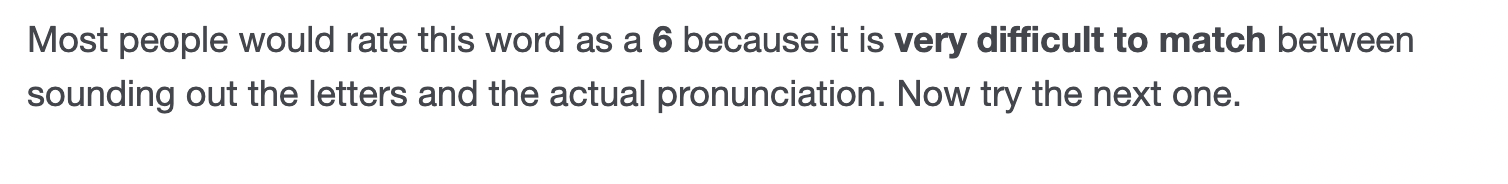 Most people would rate this word as a 6 because it is very difficult to match between
sounding out the letters and the actual pronunciation. Now try the next one.